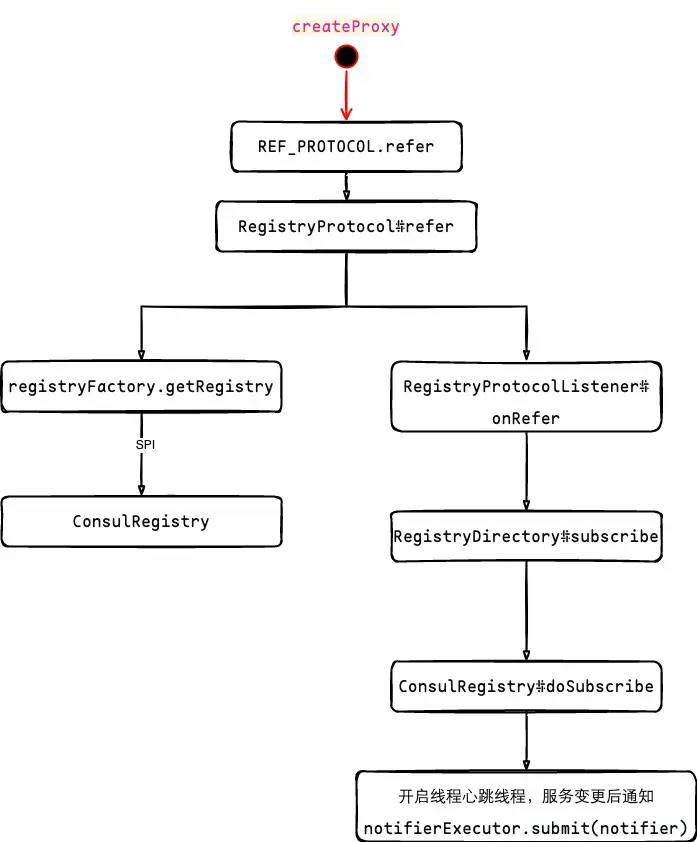 createProxy
REF_PROTOCOL.refer
RegistryProtocol#refer
registryFactory.getRegistry
SPI
ConsulRegistry
RegistryProtocolListener#
onRefer
RegistryDirectory#subscribe
ConsulRegistry#doSubscribe
开启线程心跳线程，服务变更后通知
notifierExecutor.submit(notifier)